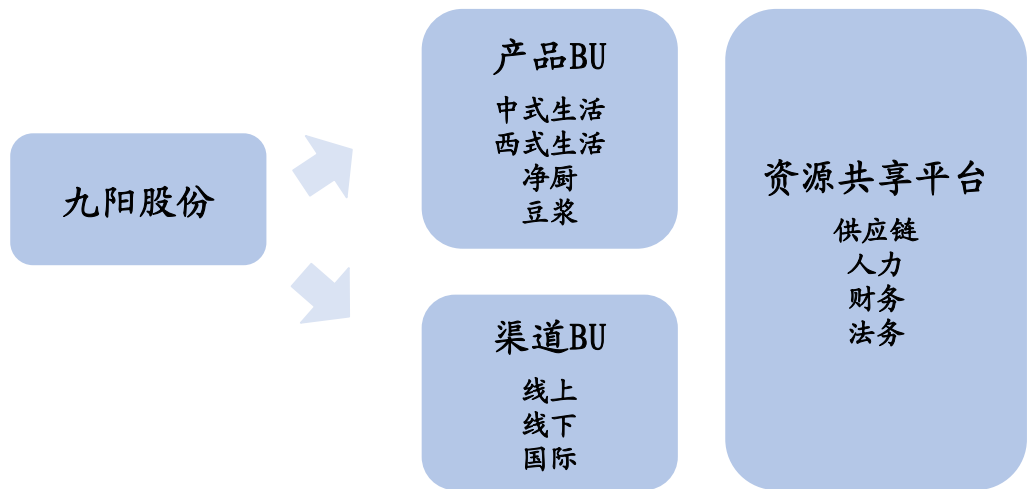 九阳股份
产品BU
中式生活
西式生活
净厨
豆浆
渠道BU
线上
线下
国际
资源共享平台
供应链
人力
财务
法务